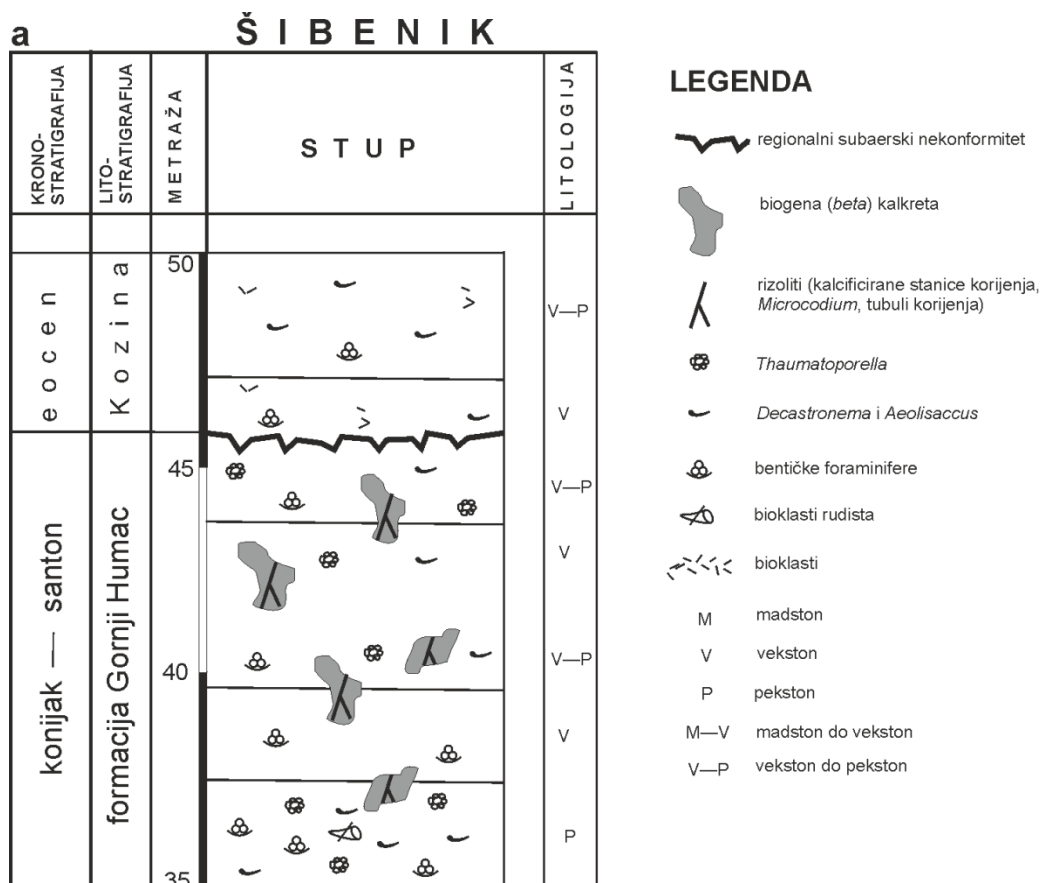 a
Š I B E N I K
KRONO-
STRATIGRAFIJA
LITO-
STRATIGRAFIJA
METRAŽA
S T U P
LITOLOGIJA
eocen
Kozina
50
V—P
V
konijak — santon
formacija Gornji Humac
45
V—P
V
40
V—P
V
P
35
LEGENDA
regionalni subaerski nekonformitet
biogena (beta) kalkreta
rizoliti (kalcificirane stanice korijenja,
Microcodium, tubuli korijenja)
Thaumatoporella
Decastronema i Aeolisaccus
bentičke foraminifere
bioklasti rudista
bioklasti
M madston
V vekston
P pekston
M—V madston do vekston
V—P vekston do pekston